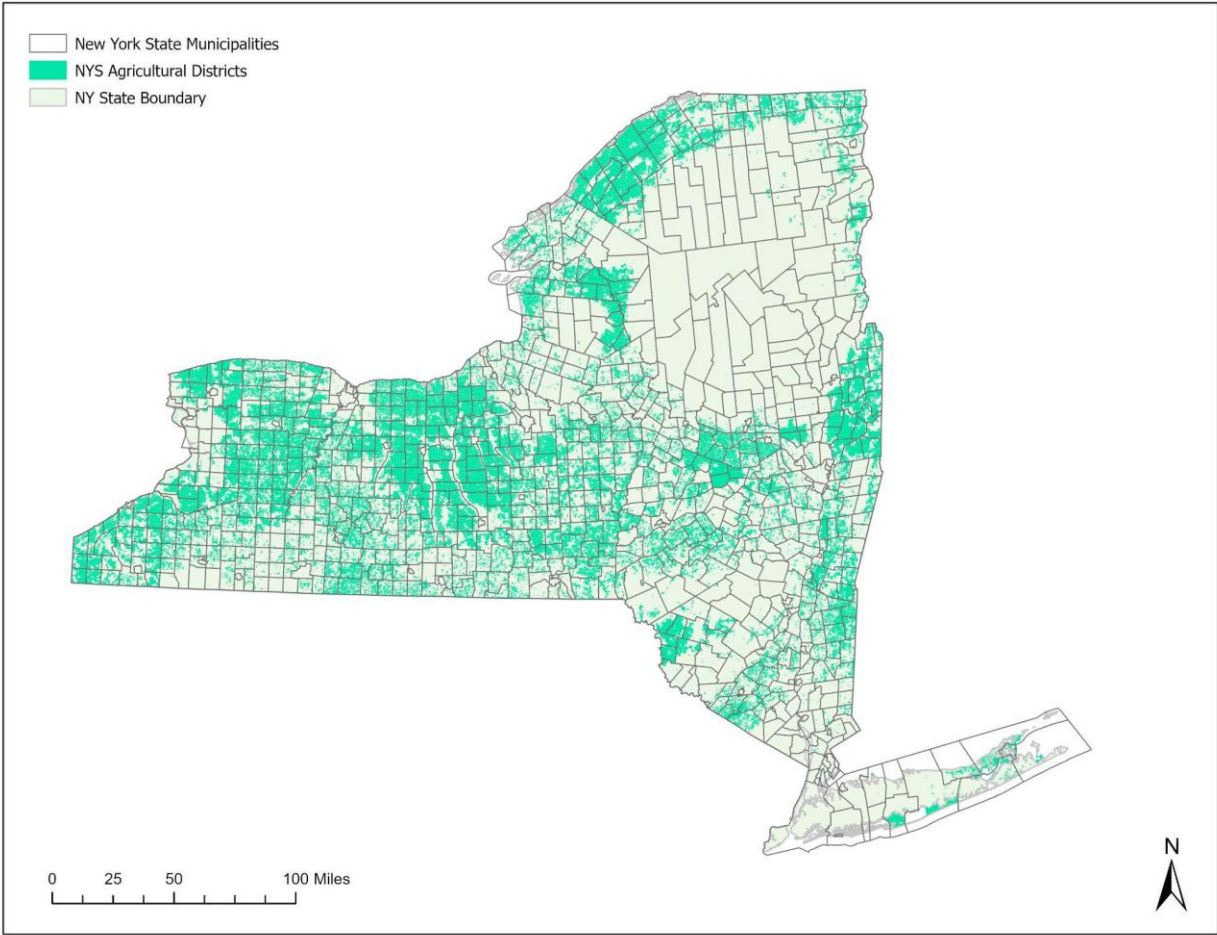 New York State Municipalities
NYS Agricultural Districts
NY State Boundary
0 25 50 100 Miles
N